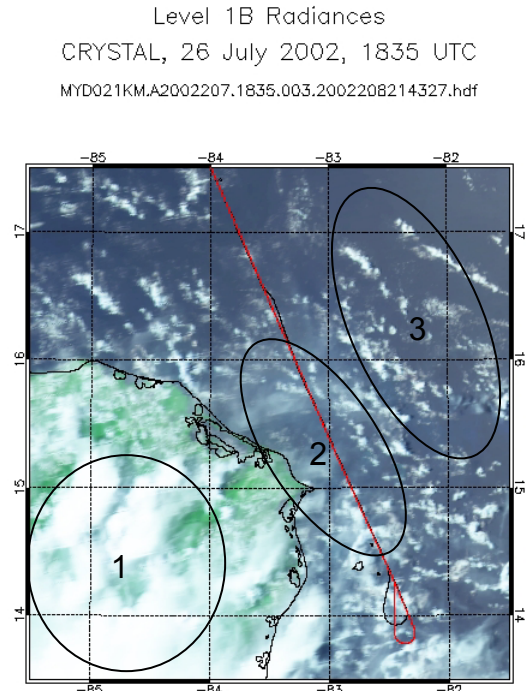 Level 1B Radiances
CRYSTAL, 26 July 2002, 1835 UTC
MYD021KM.A2002207.1835.003.2002208214327.hdf
-85 -84 -83 -82
17 17
3
16 16
2
15 15
1
14 14
-85 -84 -83 -82